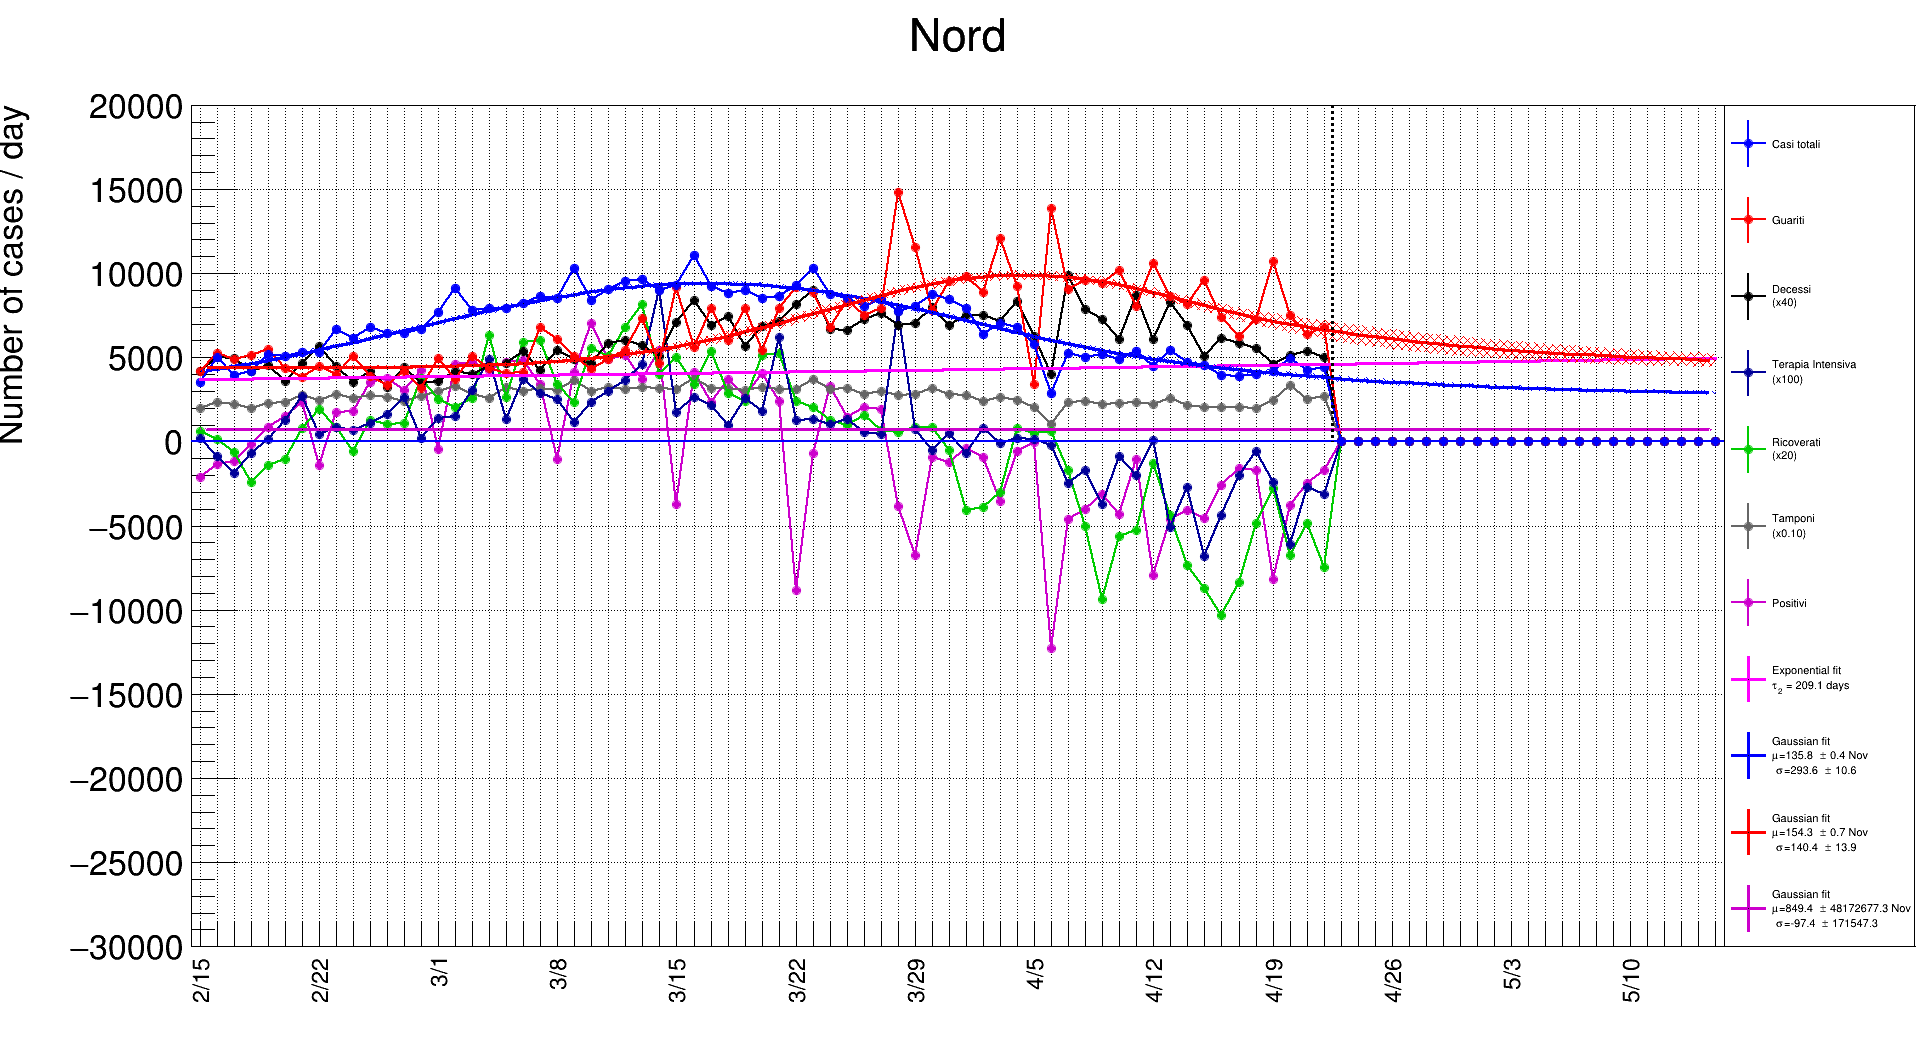 Nord
Number of cases / day
20000
15000
10000
5000
0
−5000
−10000
−15000
−20000
−25000
−30000
2/15
2/22
3/1
3/8
3/15
3/22
3/29
4/5
4/12
4/19
4/26
5/3
5/10
Casi totali
Guariti
Decessi
(x40)
Terapia Intensiva
(x100)
Ricoverati
(x20)
Tamponi
(x0.10)
Positivi
Exponential fit
τ2 = 209.1 days
Gaussian fit
μ=135.8 ± 0.4 Nov
σ=293.6 ± 10.6
Gaussian fit
μ=154.3 ± 0.7 Nov
σ=140.4 ± 13.9
Gaussian fit
μ=849.4 ± 48172677.3 Nov
σ=-97.4 ± 171547.3